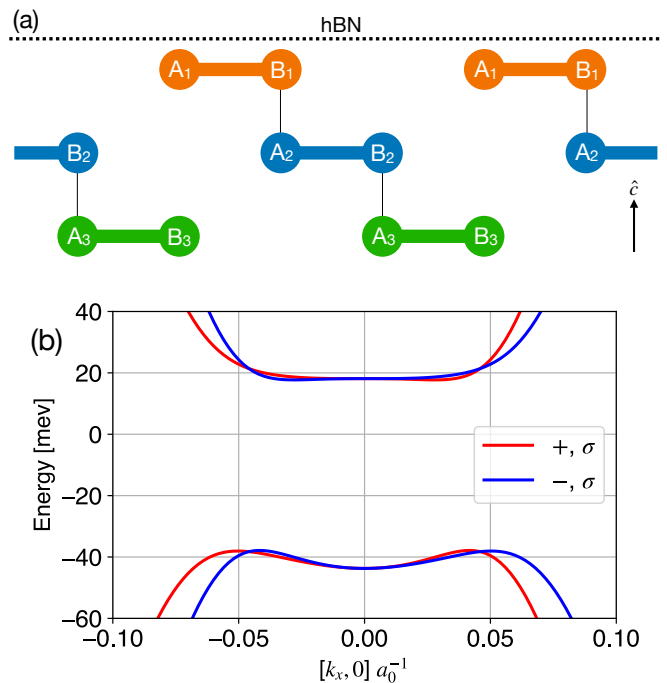 (a)
hBN
A₁ B₁ A₁ B₁
B₂ A₂ B₂ A₂
ĉ
A₃ B₃ A₃ B₃
(b)
Energy [mev]
40
20
0
−20
−40
−60
+, σ
−, σ
−0.10 −0.05 0.00 0.05 0.10
[kₓ, 0] a₀⁻¹